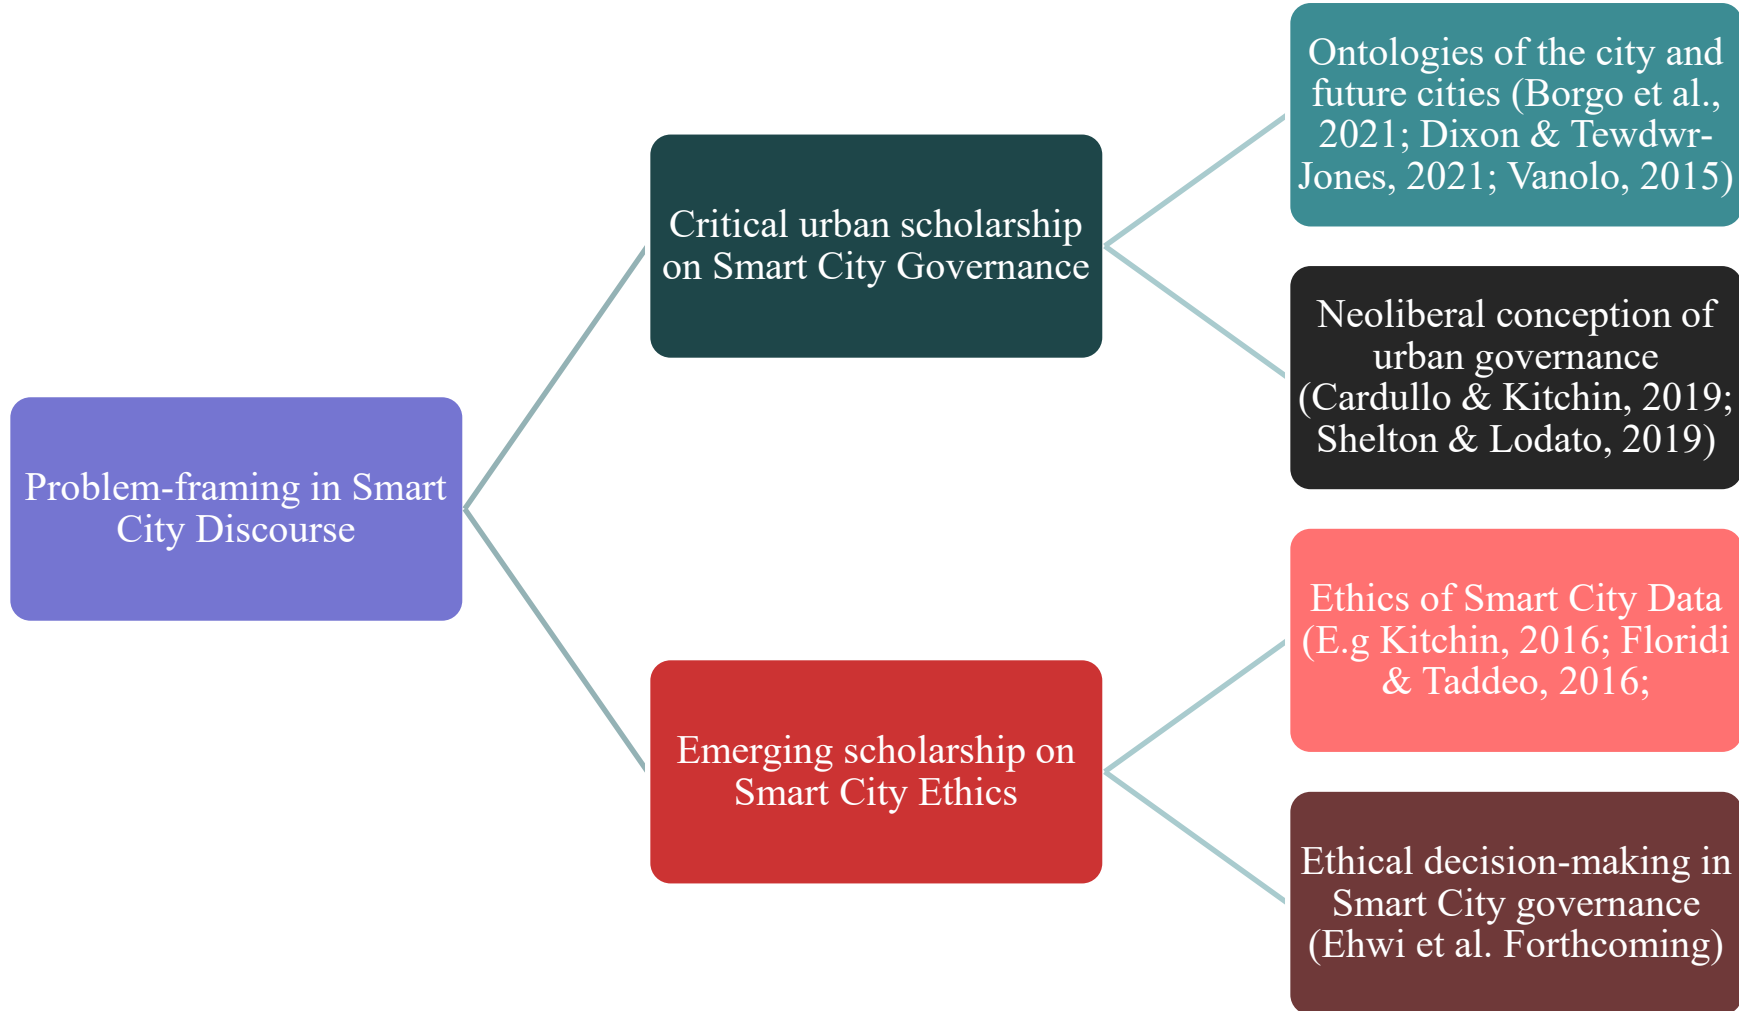 Problem-framing in Smart
City Discourse
Critical urban scholarship
on Smart City Governance
Ontologies of the city and
future cities (Borgo et al.,
2021; Dixon & Tewdwr-
Jones, 2021; Vanolo, 2015)
Neoliberal conception of
urban governance
(Cardullo & Kitchin, 2019;
Shelton & Lodato, 2019)
Emerging scholarship on
Smart City Ethics
Ethics of Smart City Data
(E.g Kitchin, 2016; Floridi
& Taddeo, 2016;
Ethical decision-making in
Smart City governance
(Ehwi et al. Forthcoming)